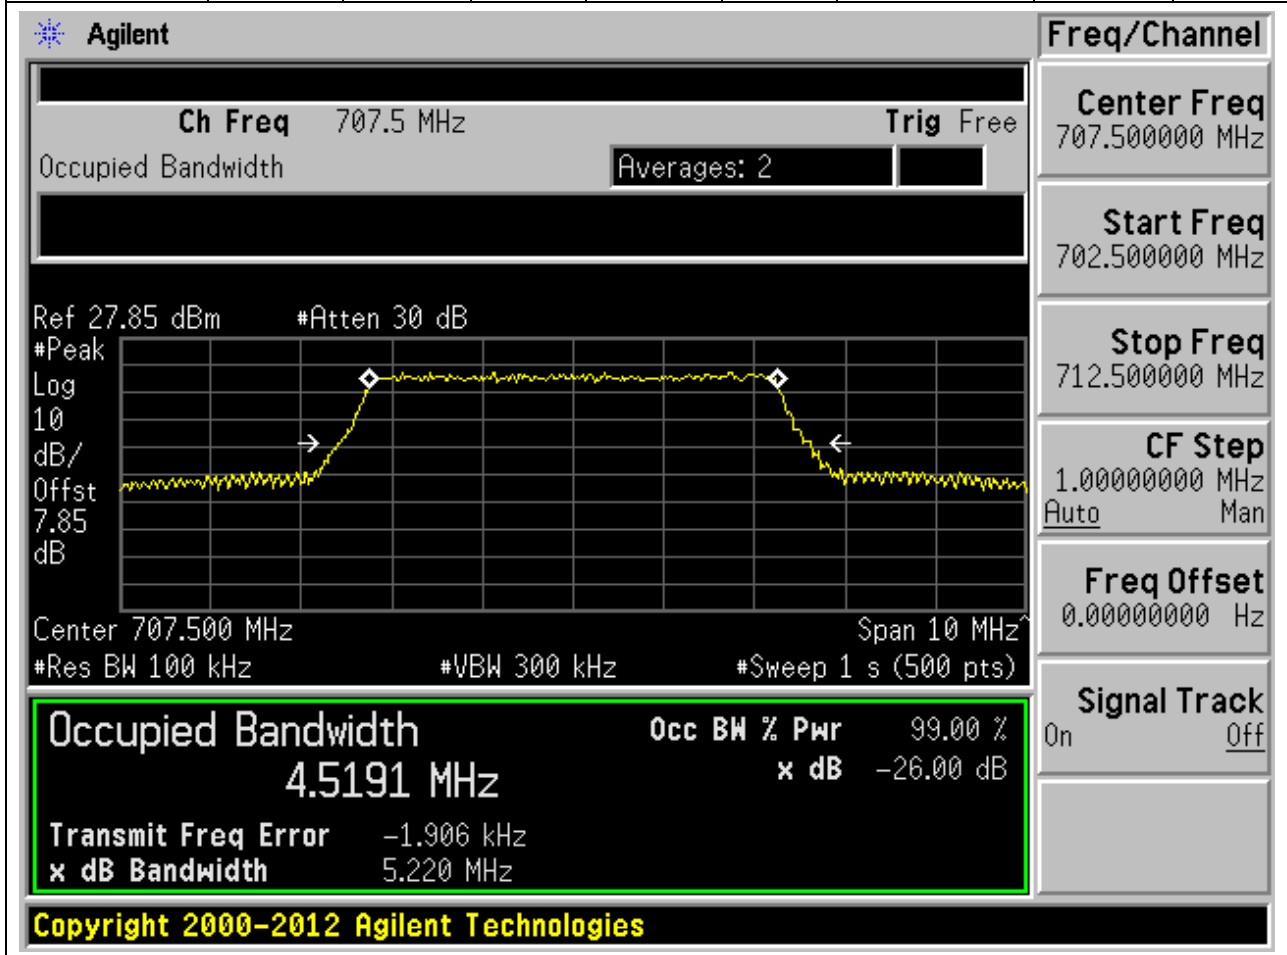 Agilent
Freq/Channel
Ch Freq 707.5 MHz Trig Free
Occupied Bandwidth Averages: 2
Center Freq
707.500000 MHz
Start Freq
702.500000 MHz
Stop Freq
712.500000 MHz
CF Step
1.00000000 MHz
Auto Man
Freq Offset
0.00000000 Hz
Signal Track
On Off
Ref 27.85 dBm #Atten 30 dB
#Peak
Log
10
dB/
Offst
7.85
dB
Center 707.500 MHz Span 10 MHz^
#Res BW 100 kHz #VBW 300 kHz #Sweep 1 s (500 pts)
Occupied Bandwidth Occ BW % Pwr 99.00 %
4.5191 MHz x dB -26.00 dB
Transmit Freq Error -1.906 kHz
x dB Bandwidth 5.220 MHz
Copyright 2000-2012 Agilent Technologies